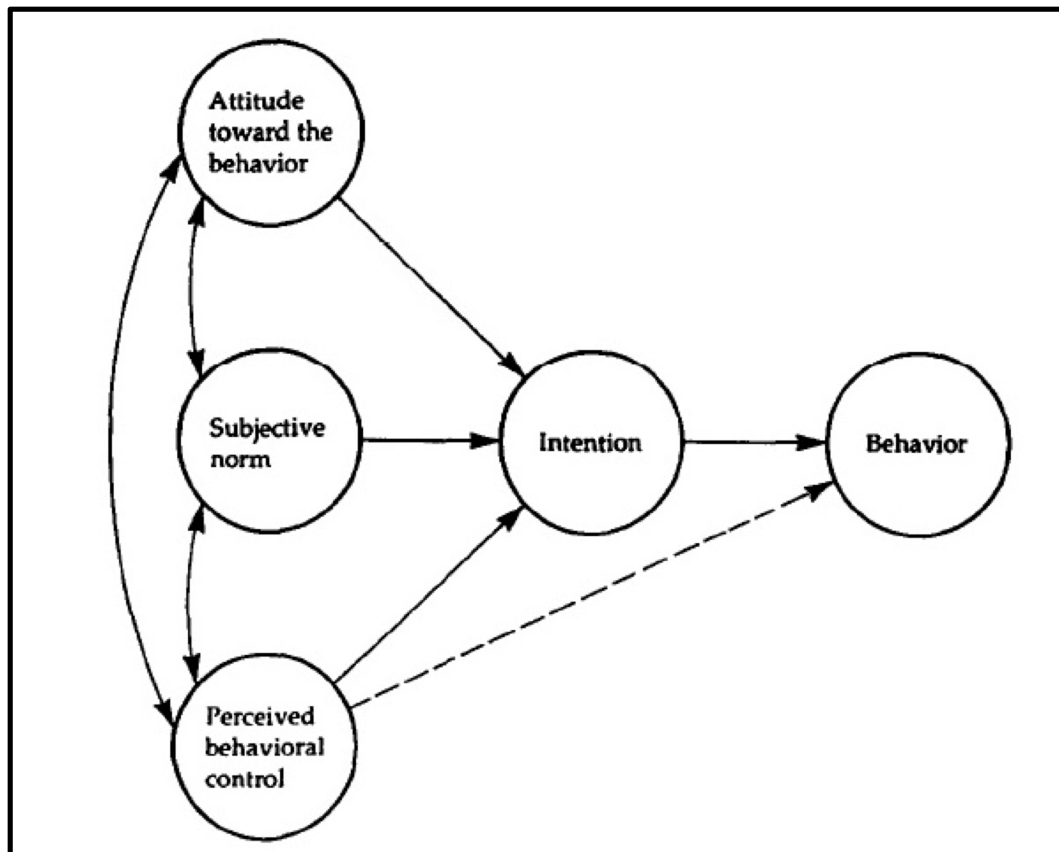 Attitude
toward the
behavior
Subjective
norm
Intention
Behavior
Perceived
behavioral
control